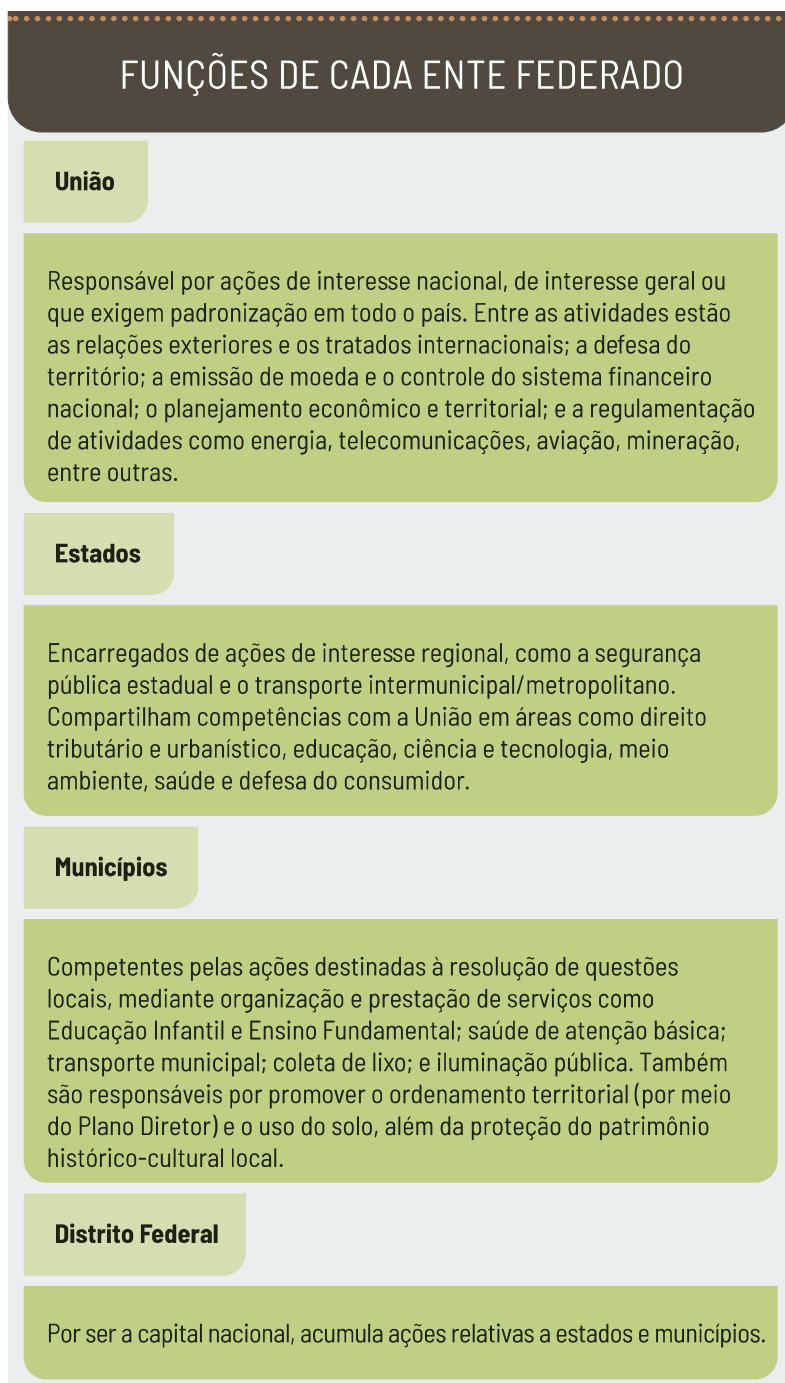 FUNÇÕES DE CADA ENTE FEDERADO
União
Responsável por ações de interesse nacional, de interesse geral ou
que exigem padronização em todo o país. Entre as atividades estão
as relações exteriores e os tratados internacionais; a defesa do
território; a emissão de moeda e o controle do sistema financeiro
nacional; o planejamento econômico e territorial; e a regulamentação
de atividades como energia, telecomunicações, aviação, mineração,
entre outras.
Estados
Encarregados de ações de interesse regional, como a segurança
pública estadual e o transporte intermunicipal/metropolitano.
Compartilham competências com a União em áreas como direito
tributário e urbanístico, educação, ciência e tecnologia, meio
ambiente, saúde e defesa do consumidor.
Municípios
Competentes pelas ações destinadas à resolução de questões
locais, mediante organização e prestação de serviços como
Educação Infantil e Ensino Fundamental; saúde de atenção básica;
transporte municipal; coleta de lixo; e iluminação pública. Também
são responsáveis por promover o ordenamento territorial (por meio
do Plano Diretor) e o uso do solo, além da proteção do patrimônio
histórico-cultural local.
Distrito Federal
Por ser a capital nacional, acumula ações relativas a estados e municípios.